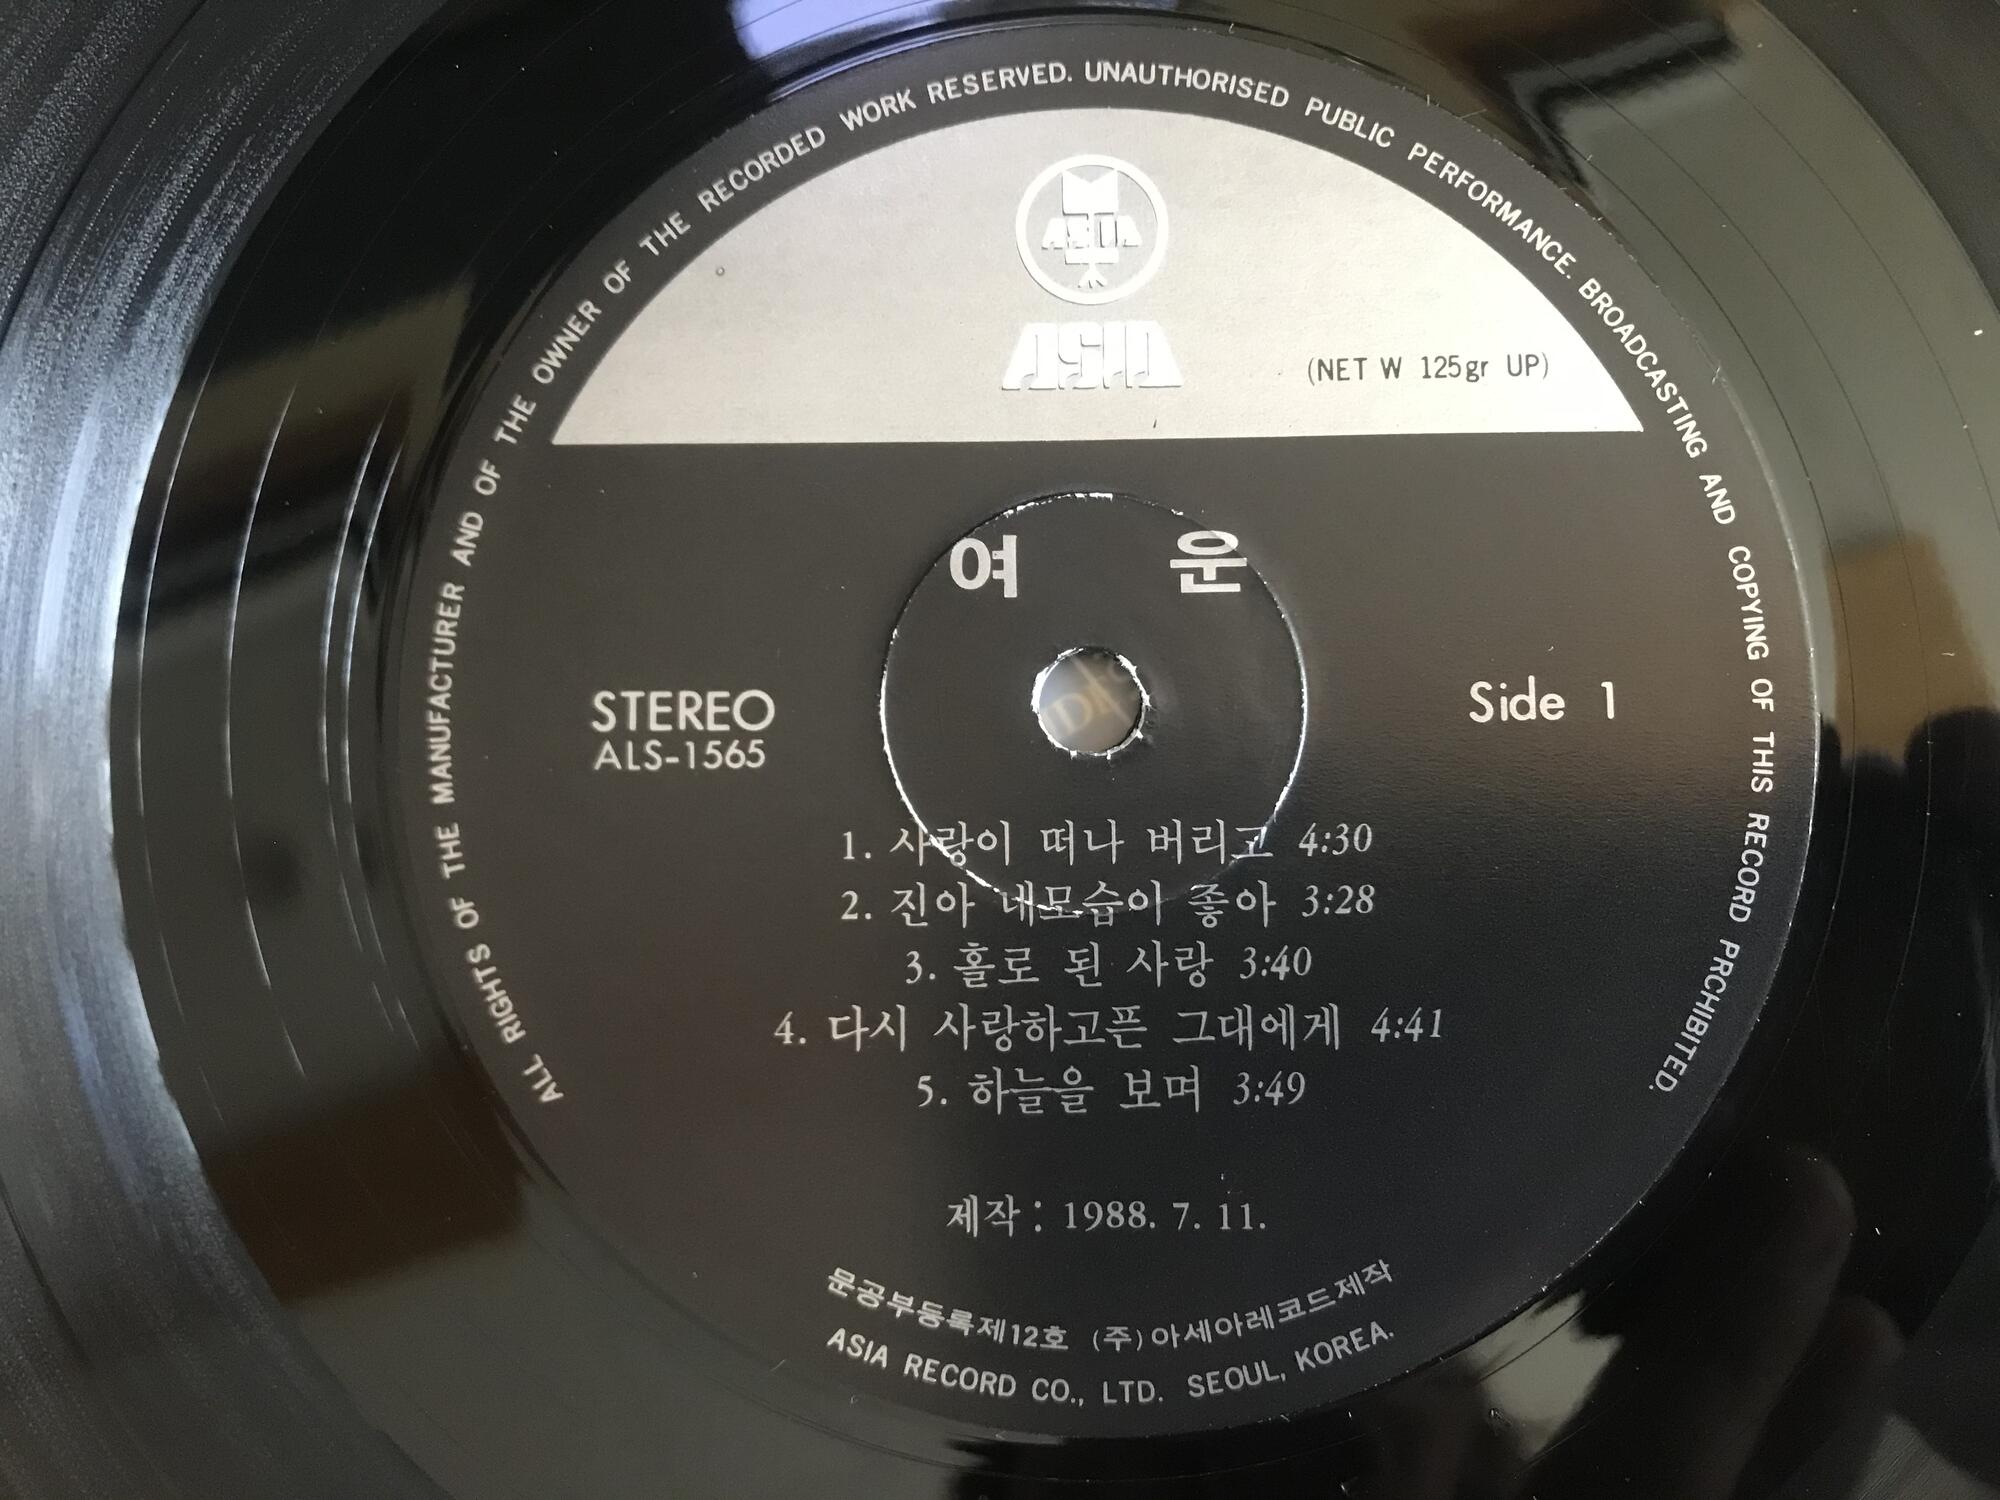 ALL RIGHTS OF THE MANUFACTURER AND OF THE OWNER OF THE RECORDED WORK RESERVED. UNAUTHORISED PUBLIC PERFORMANCE. BROADCASTING AND COPYING OF THIS RECORD PRCHIBITED.
ASIA
ASIA
(NET W 125gr UP)
여 운
STEREO
ALS-1565
Side 1
1. 사랑이 떠나 버리고 4:30
2. 진아 네모습이 좋아 3:28
3. 홀로 된 사랑 3:40
4. 다시 사랑하고픈 그대에게 4:41
5. 하늘을 보며 3:49
제작 : 1988. 7. 11.
문공부등록제12호 (주)아세아레코드제작
ASIA RECORD CO., LTD. SEOUL, KOREA.